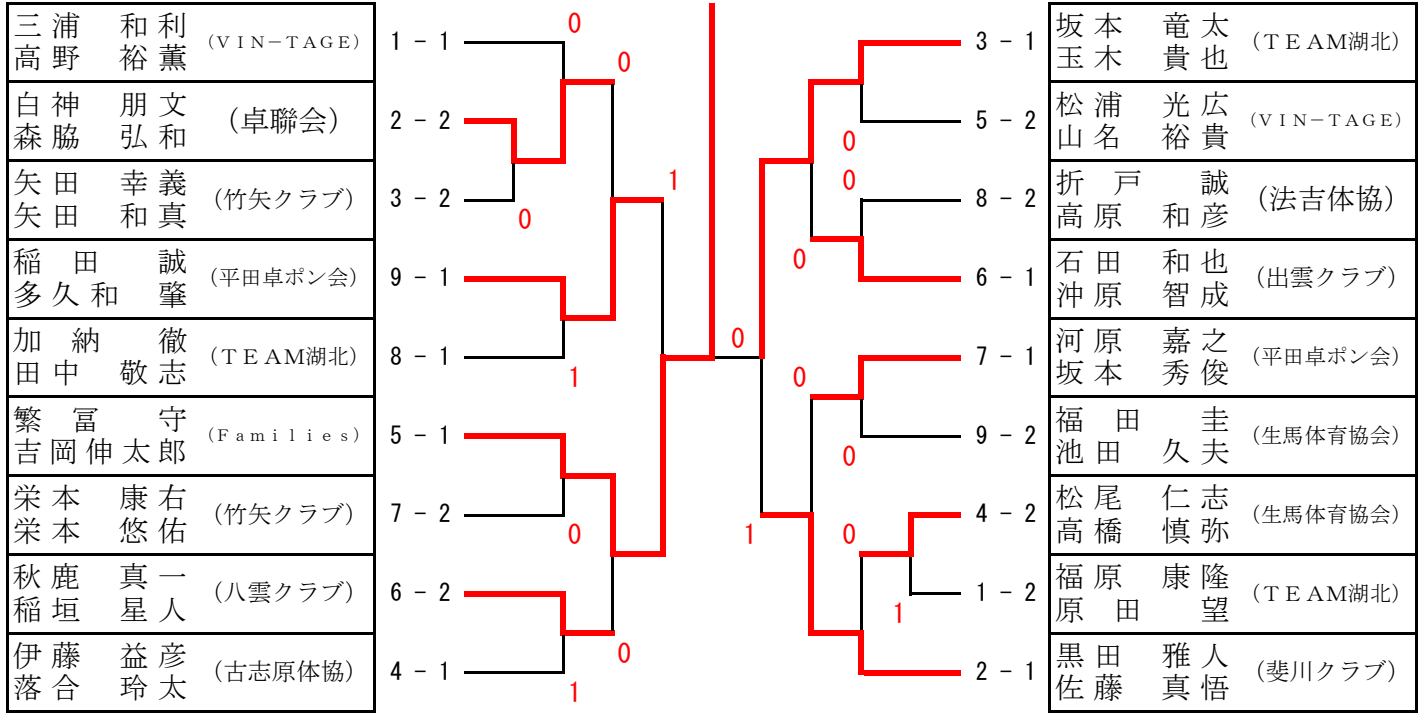 三浦 和利
高野 裕薫
(VIN−TAGE)
1 - 1
白神 朋文
森脇 弘和
(卓聯会)
2 - 2
矢田 幸義
矢田 和真
(竹矢クラブ)
3 - 2
稲田 誠
多久和 肇
(平田卓ポン会)
9 - 1
加納 徹
田中 敬志
(TEAM湖北)
8 - 1
繁冨 守
吉岡伸太郎
(Families)
5 - 1
栄本 康右
栄本 悠佑
(竹矢クラブ)
7 - 2
秋鹿 真一
稲垣 星人
(八雲クラブ)
6 - 2
伊藤 益彦
落合 玲太
(古志原体協)
4 - 1
0
0
0
1
1
0
0
1
0
0
0
0
0
0
1
0
1
3 - 1
坂本 竜太
玉木 貴也
(TEAM湖北)
5 - 2
松浦 光広
山名 裕貴
(VIN−TAGE)
8 - 2
折戸 誠
高原 和彦
(法吉体協)
6 - 1
石田 和也
沖原 智成
(出雲クラブ)
7 - 1
河原 嘉之
坂本 秀俊
(平田卓ポン会)
9 - 2
福田 圭
池田 久夫
(生馬体育協会)
4 - 2
松尾 仁志
高橋 慎弥
(生馬体育協会)
1 - 2
福原 康隆
原田 望
(TEAM湖北)
2 - 1
黒田 雅人
佐藤 真悟
(斐川クラブ)